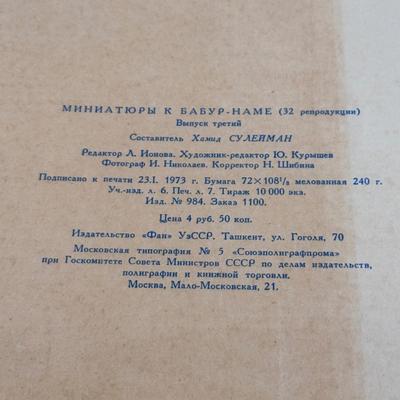 МИНИАТЮРЫ К БАБУР-НАМЕ (32 репродукции)
Выпуск третий
Составитель Хамид СУЛЕЙМАН
Редактор Л. Ионова. Художник-редактор Ю. Курышев
Фотограф И. Николаев. Корректор Н. Шибина
Подписано к печати 23.I. 1973 г. Бумага 72×108¹/₈ мелованная 240 г.
Уч.-изд. л. 6. Печ. л. 7. Тираж 10 000 экз.
Изд. № 984. Заказ 1100.
Цена 4 руб. 50 коп.
Издательство «Фан» УзССР. Ташкент, ул. Гоголя, 70
Московская типография № 5 «Союзполиграфпрома»
при Госкомитете Совета Министров СССР по делам издательств,
полиграфии и книжной торговли.
Москва, Мало-Московская, 21.